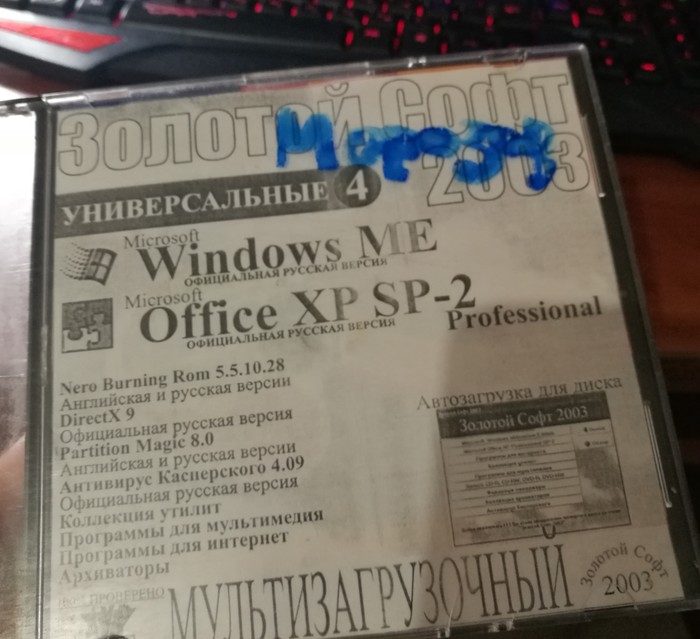 Золотой Софт
2003
УНИВЕРСАЛЬНЫЕ 4
Microsoft
Windows ME
ОФИЦИАЛЬНАЯ РУССКАЯ ВЕРСИЯ
Microsoft
Office XP SP-2
Professional
ОФИЦИАЛЬНАЯ РУССКАЯ ВЕРСИЯ
Nero Burning Rom 5.5.10.28
Английская и русская версии
DirectX 9
Официальная русская версия
Partition Magic 8.0
Английская и русская версии
Антивирус Касперского 4.09
Официальная русская версия
Коллекция утилит
Программы для мультимедия
Программы для интернет
Архиваторы
Автозагрузка для диска
Золотой Софт 2003
ПРОВЕРЕНО
МУЛЬТИЗАГРУЗОЧНЫЙ
Золотой Софт
2003